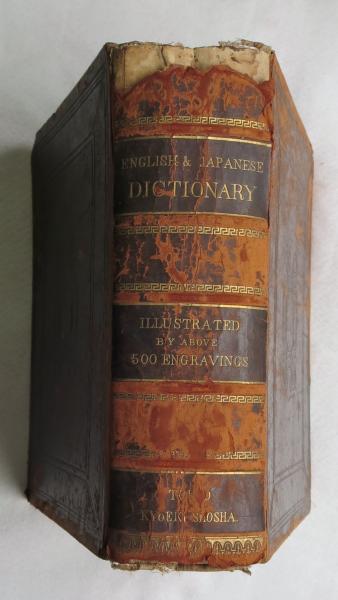 ENGLISH & JAPANESE
DICTIONARY
ILLUSTRATED
BY ABOVE
500 ENGRAVINGS
KYOEKI SHOSHA.